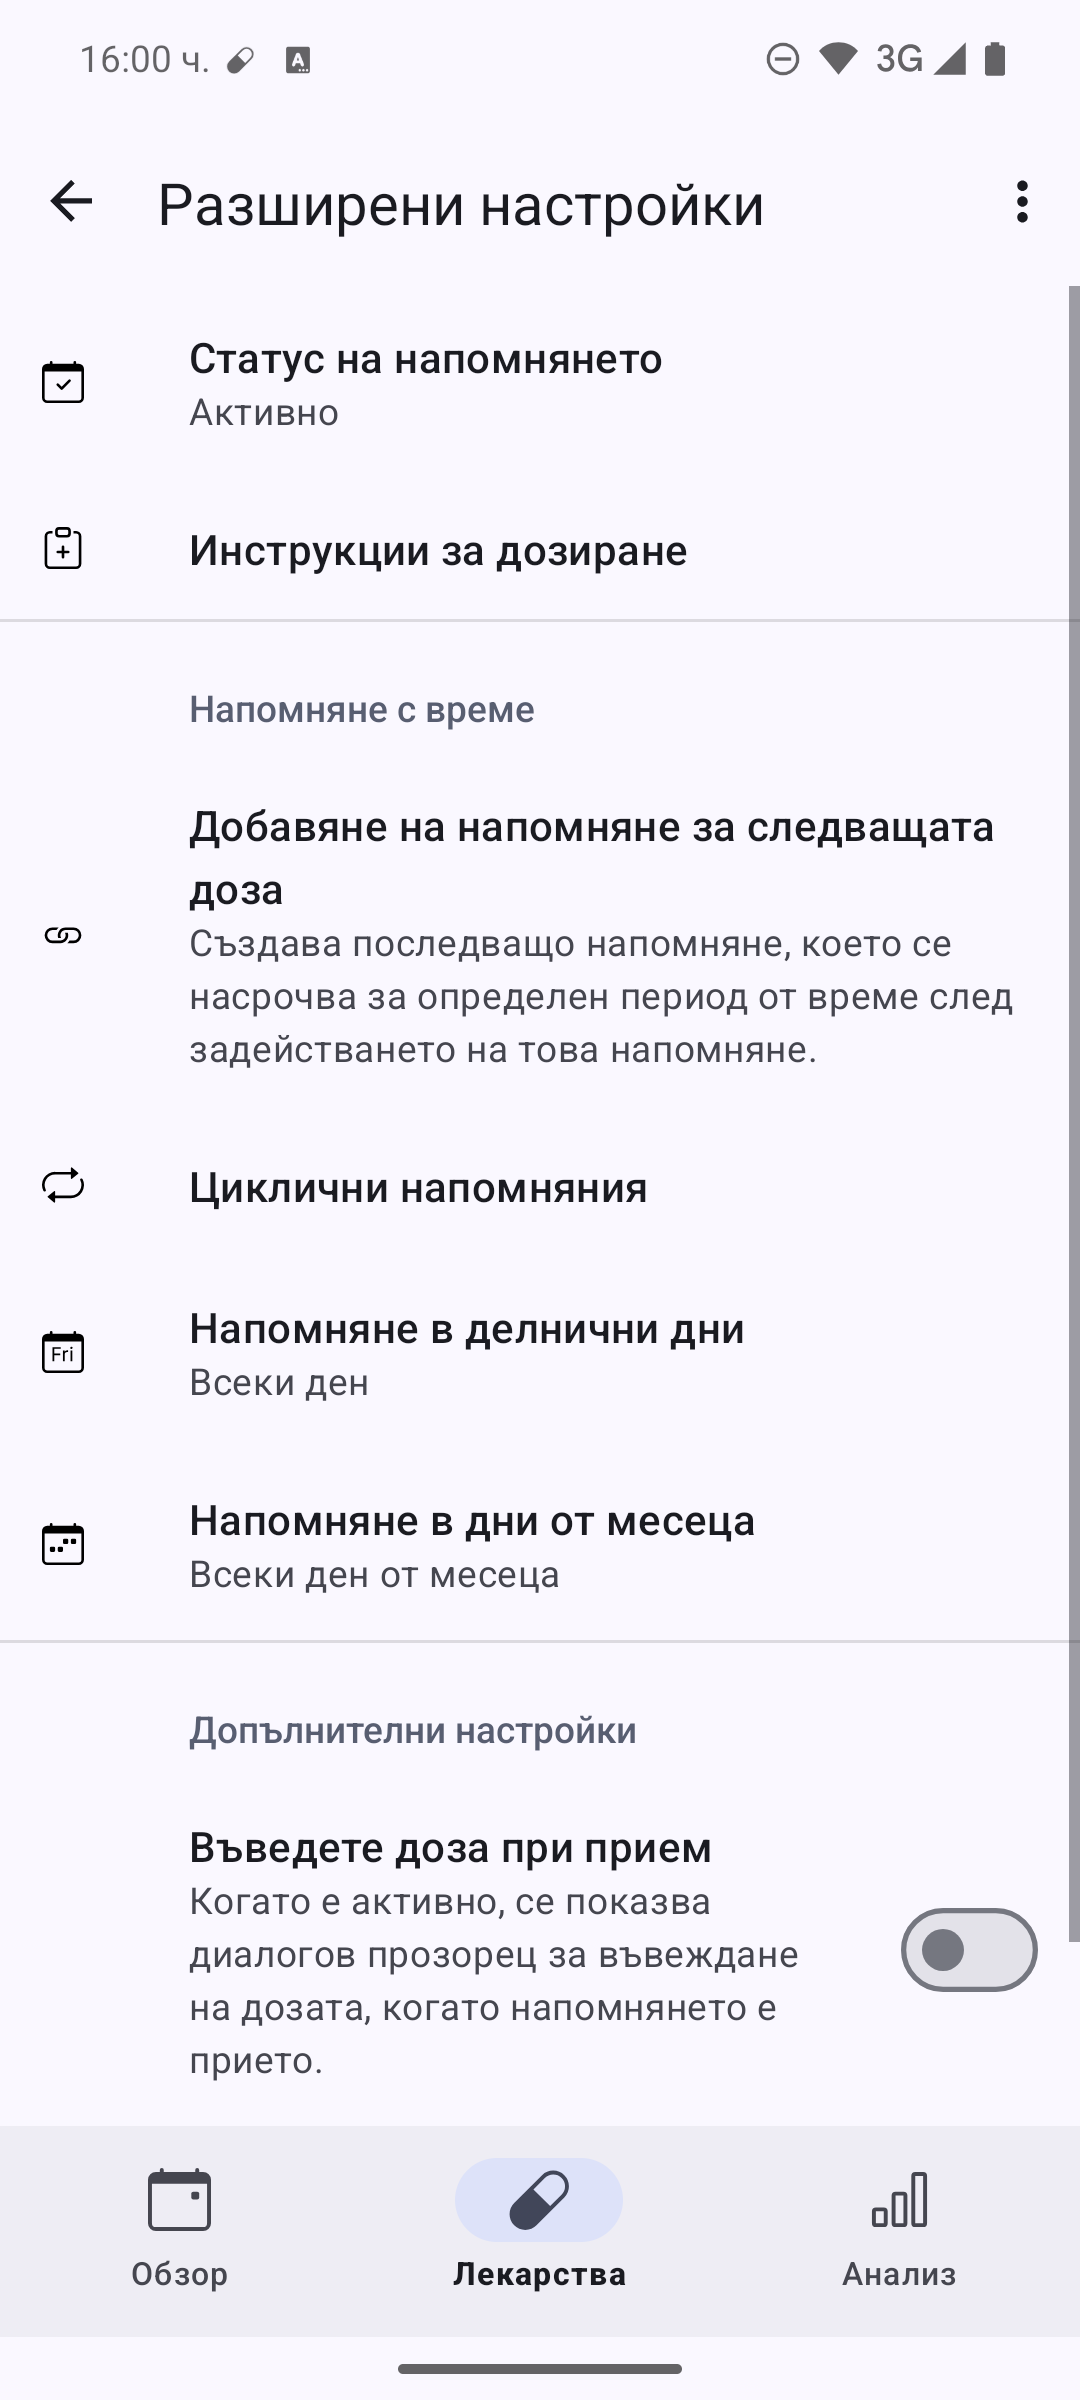 16:00 ч.
3G
Разширени настройки
Статус на напомнянето
Активно
Инструкции за дозиране
Напомняне с време
Добавяне на напомняне за следващата
доза
Създава последващо напомняне, което се
насрочва за определен период от време след
задействането на това напомняне.
Циклични напомняния
Fri
Напомняне в делнични дни
Всеки ден
Напомняне в дни от месеца
Всеки ден от месеца
Допълнителни настройки
Въведете доза при прием
Когато е активно, се показва
диалогов прозорец за въвеждане
на дозата, когато напомнянето е
прието.
Обзор
Лекарства
Анализ